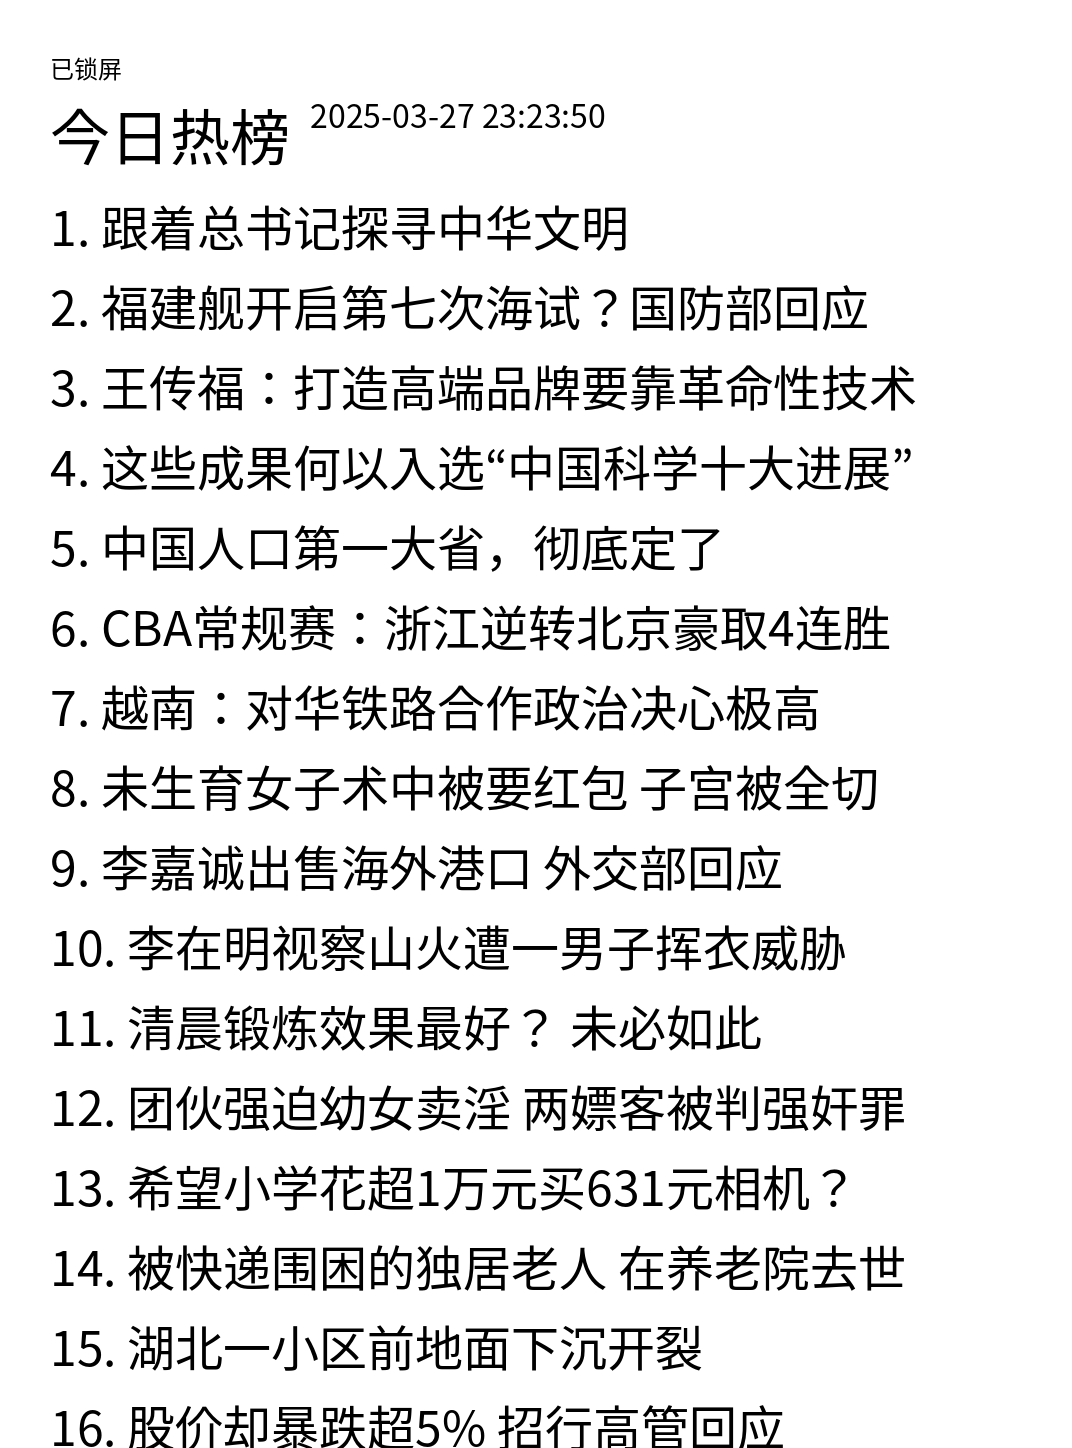 已锁屏
今日热榜 2025-03-27 23:23:50
1. 跟着总书记探寻中华文明
2. 福建舰开启第七次海试？国防部回应
3. 王传福：打造高端品牌要靠革命性技术
4. 这些成果何以入选“中国科学十大进展”
5. 中国人口第一大省，彻底定了
6. CBA常规赛：浙江逆转北京豪取4连胜
7. 越南：对华铁路合作政治决心极高
8. 未生育女子术中被要红包 子宫被全切
9. 李嘉诚出售海外港口 外交部回应
10. 李在明视察山火遭一男子挥衣威胁
11. 清晨锻炼效果最好？ 未必如此
12. 团伙强迫幼女卖淫 两嫖客被判强奸罪
13. 希望小学花超1万元买631元相机？
14. 被快递围困的独居老人 在养老院去世
15. 湖北一小区前地面下沉开裂
16. 股价却暴跌超5% 招行高管回应